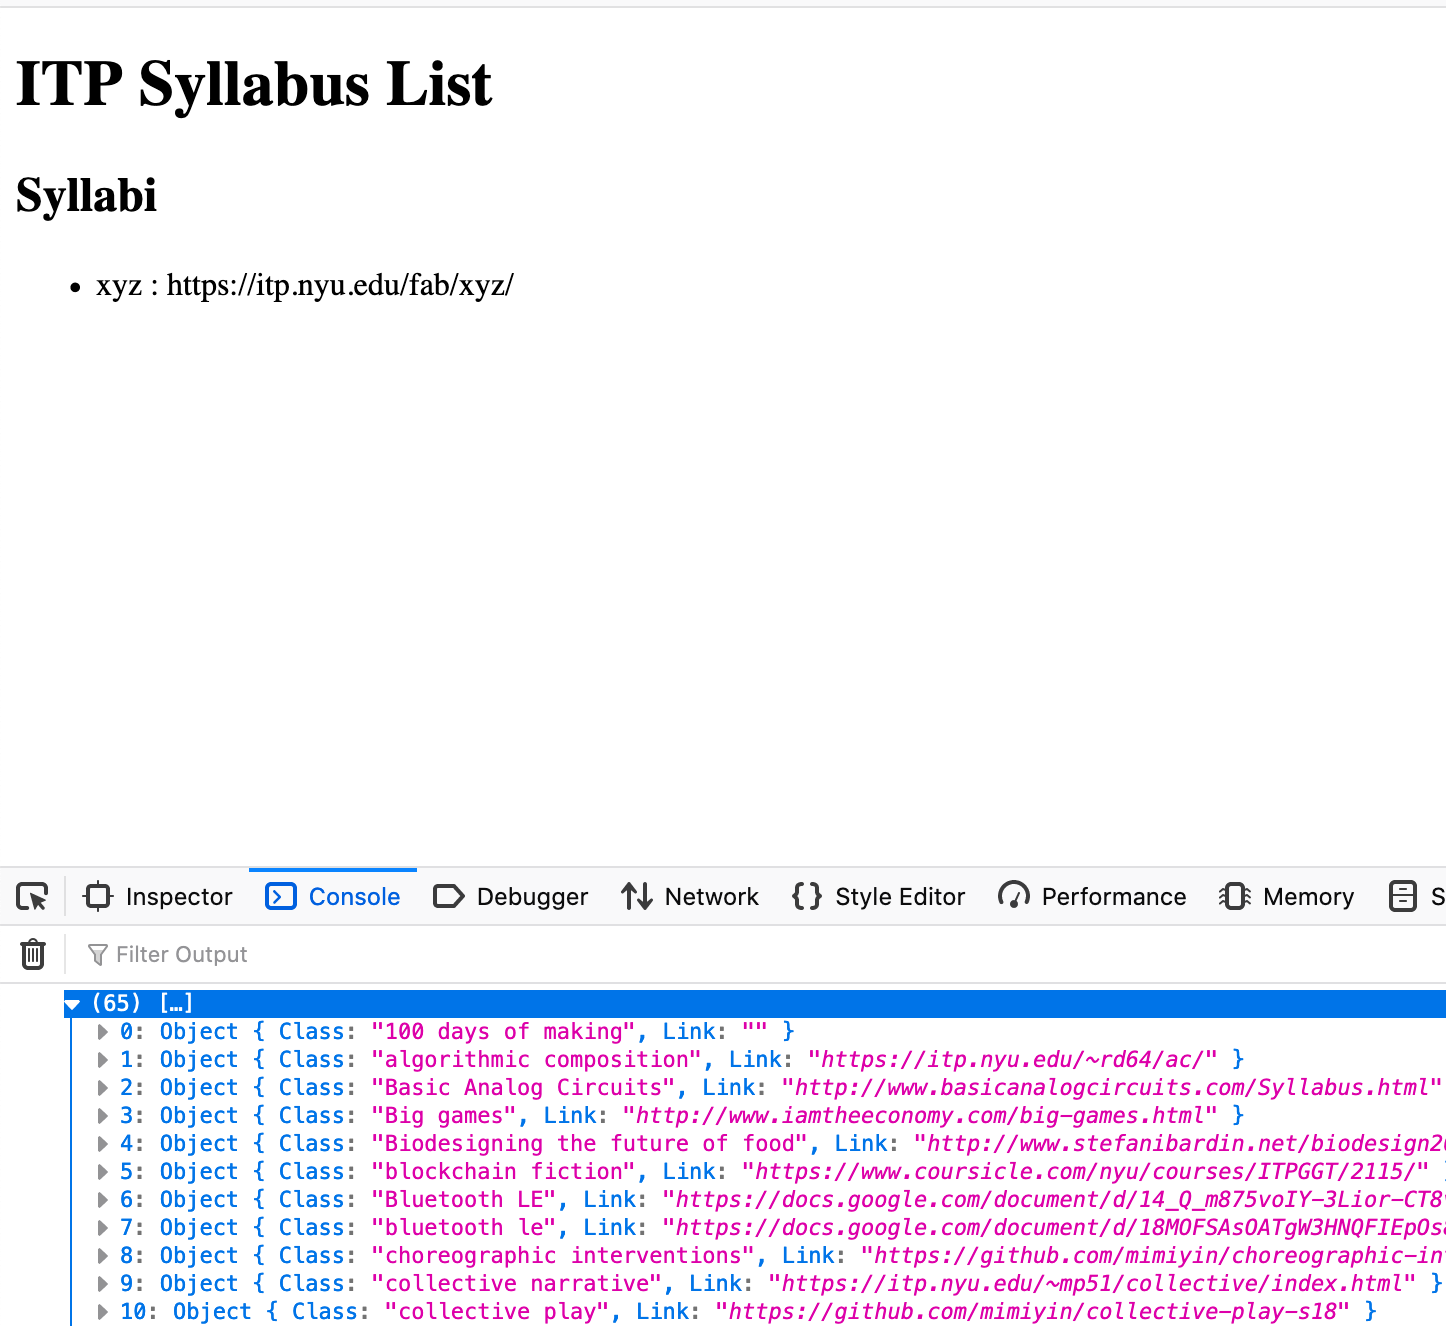 ITP Syllabus List
Syllabi
• xyz : https://itp.nyu.edu/fab/xyz/
Inspector Console Debugger Network Style Editor Performance Memory S
Filter Output
(65) […]
0: Object { Class: "100 days of making", Link: "" }
1: Object { Class: "algorithmic composition", Link: "https://itp.nyu.edu/~rd64/ac/" }
2: Object { Class: "Basic Analog Circuits", Link: "http://www.basicanalogcircuits.com/Syllabus.html"
3: Object { Class: "Big games", Link: "http://www.iamtheeconomy.com/big-games.html" }
4: Object { Class: "Biodesigning the future of food", Link: "http://www.stefanibardin.net/biodesign20
5: Object { Class: "blockchain fiction", Link: "https://www.coursicle.com/nyu/courses/ITPGGT/2115/" }
6: Object { Class: "Bluetooth LE", Link: "https://docs.google.com/document/d/14_Q_m875voIY-3Lior-CT8
7: Object { Class: "bluetooth le", Link: "https://docs.google.com/document/d/18MOFSAsOATgW3HNQFIEpOs
8: Object { Class: "choreographic interventions", Link: "https://github.com/mimiyin/choreographic-in
9: Object { Class: "collective narrative", Link: "https://itp.nyu.edu/~mp51/collective/index.html" }
10: Object { Class: "collective play", Link: "https://github.com/mimiyin/collective-play-s18" }